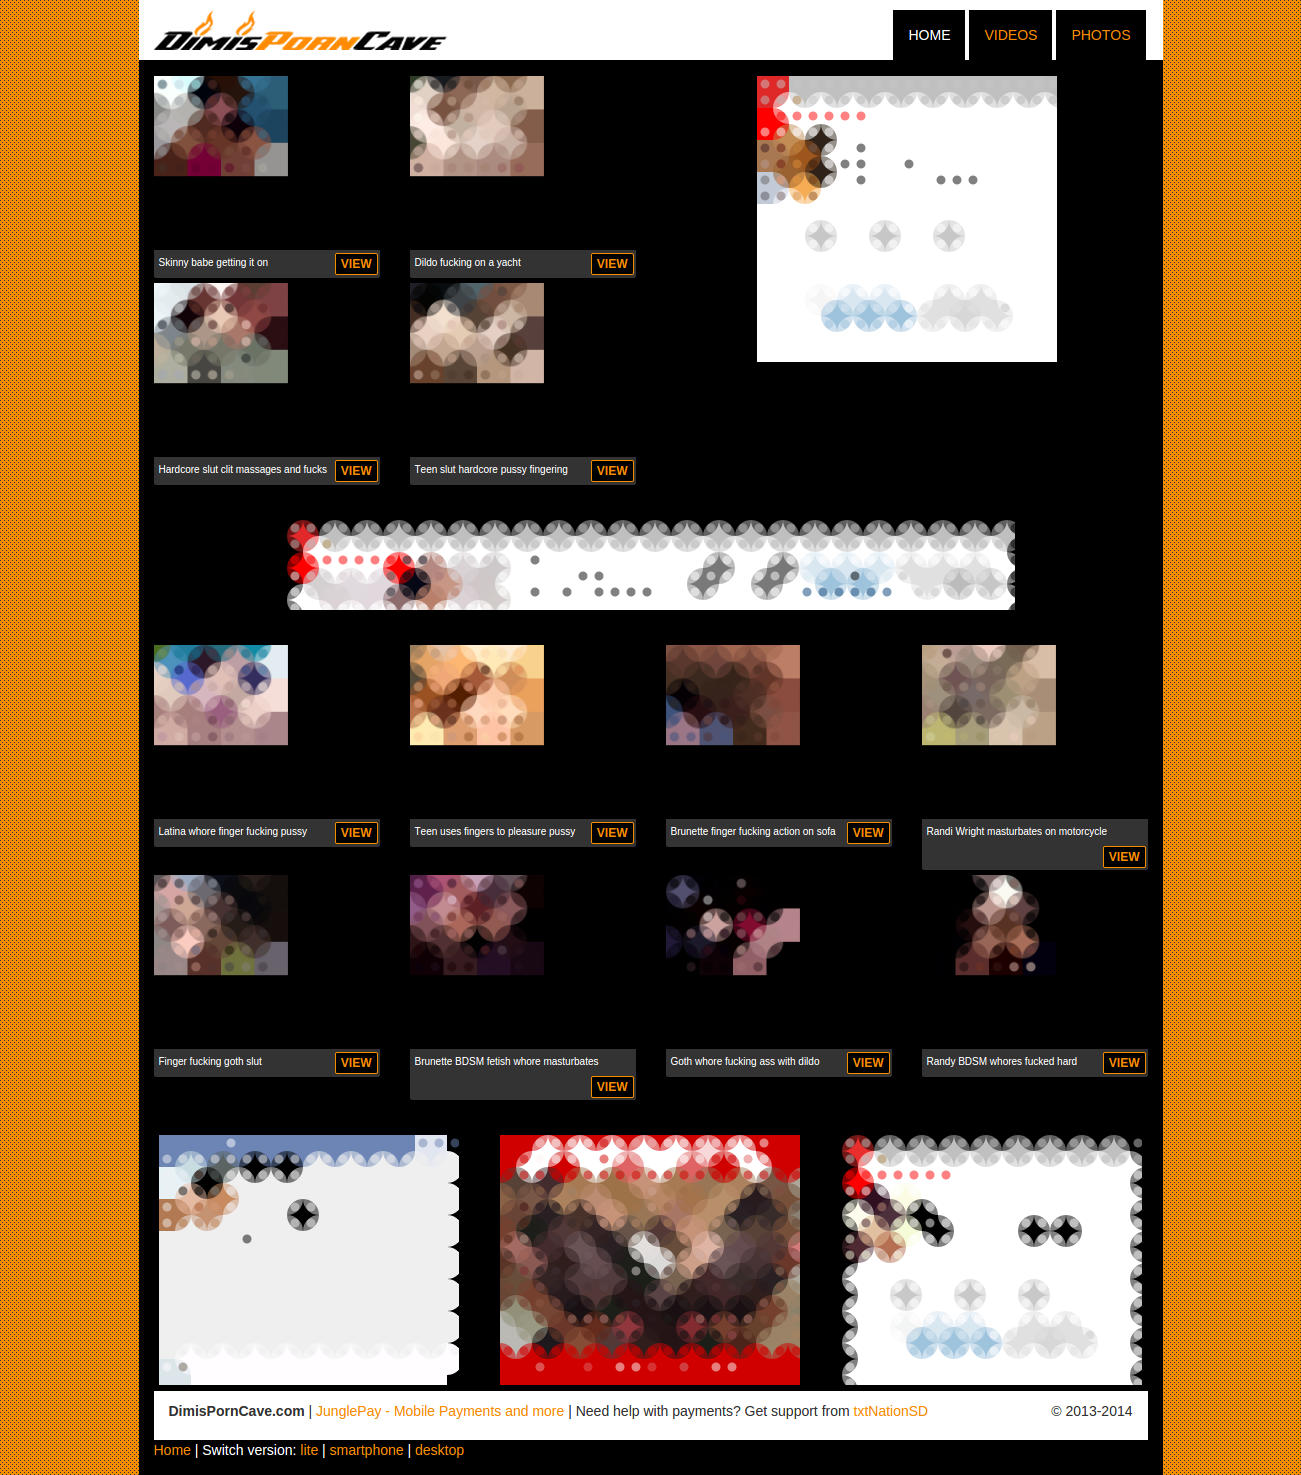 DimisPornCave
HOME VIDEOS PHOTOS
Skinny babe getting it on VIEW
Dildo fucking on a yacht VIEW
Hardcore slut clit massages and fucks VIEW
Teen slut hardcore pussy fingering VIEW
Latina whore finger fucking pussy VIEW
Teen uses fingers to pleasure pussy VIEW
Brunette finger fucking action on sofa VIEW
Randi Wright masturbates on motorcycle
VIEW
Finger fucking goth slut VIEW
Brunette BDSM fetish whore masturbates
VIEW
Goth whore fucking ass with dildo VIEW
Randy BDSM whores fucked hard VIEW
DimisPornCave.com | JunglePay - Mobile Payments and more | Need help with payments? Get support from txtNationSD © 2013-2014
Home | Switch version: lite | smartphone | desktop